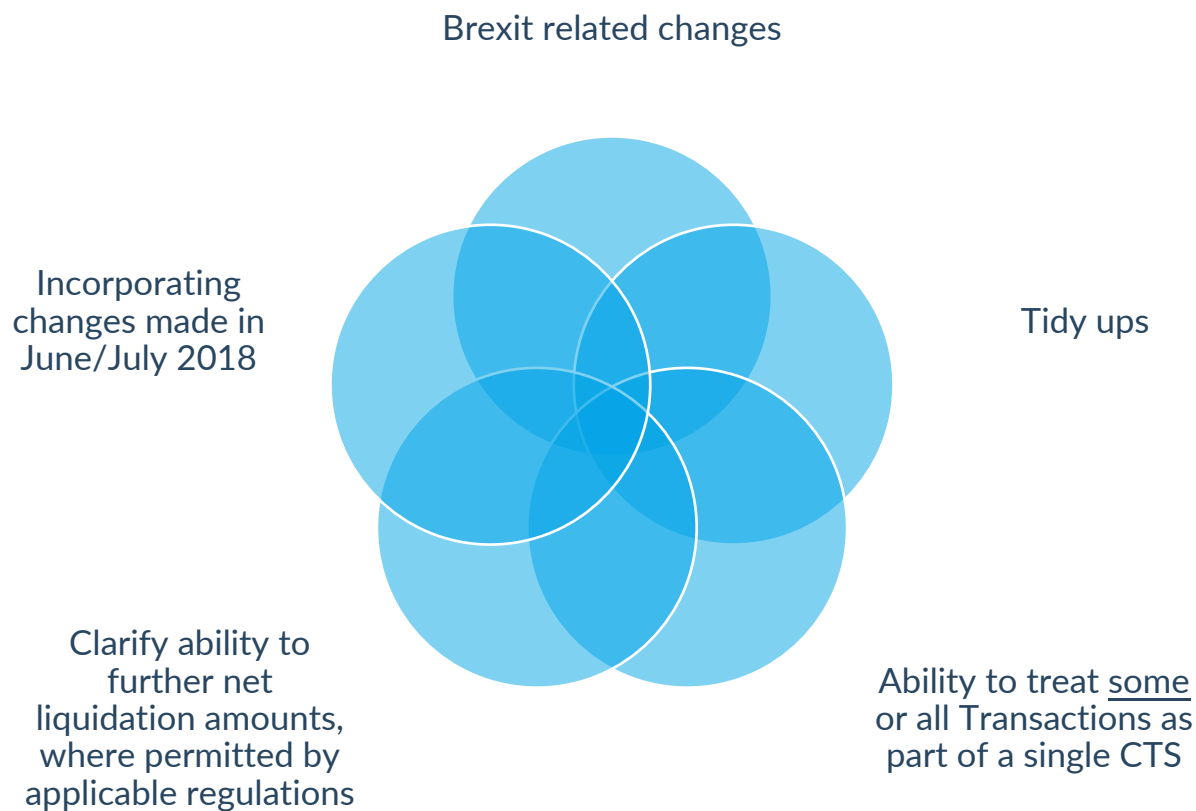 Brexit related changes
Incorporating
changes made in
June/July 2018
Tidy ups
Clarify ability to
further net
liquidation amounts,
where permitted by
applicable regulations
Ability to treat some
or all Transactions as
part of a single CTS